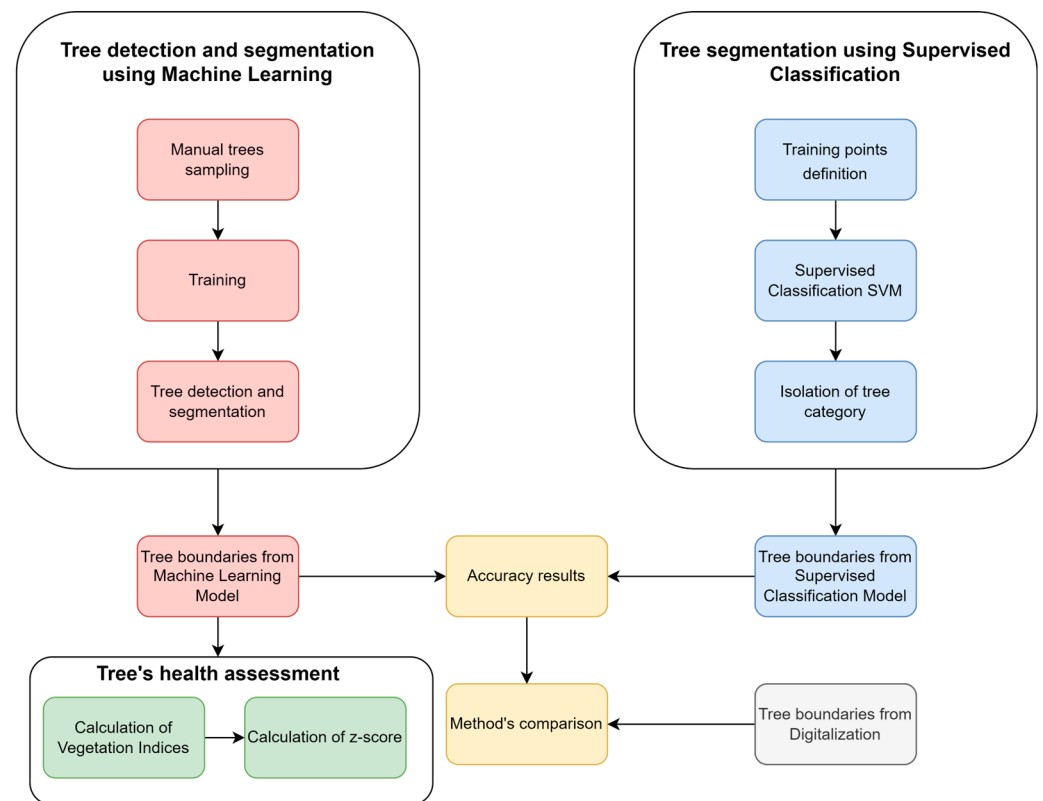 Tree detection and segmentation
using Machine Learning
Manual trees
sampling
Training
Tree detection and
segmentation
Tree segmentation using Supervised
Classification
Training points
definition
Supervised
Classification SVM
Isolation of tree
category
Tree boundaries from
Machine Learning
Model
Accuracy results
Tree boundaries from
Supervised
Classification Model
Tree's health assessment
Calculation of
Vegetation Indices
Calculation of z-score
Method's comparison
Tree boundaries from
Digitalization